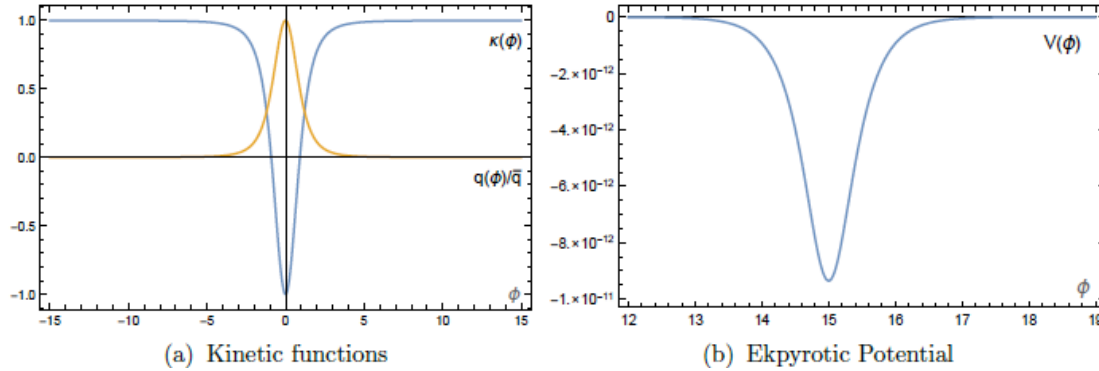 1.0
κ(ϕ)
0.5
0.0
q(ϕ)/q̅
-0.5
-1.0
ϕ
-15 -10 -5 0 5 10 15
(a) Kinetic functions
0
V(ϕ)
-2.×10⁻¹²
-4.×10⁻¹²
-6.×10⁻¹²
-8.×10⁻¹²
-1.×10⁻¹¹
ϕ
12 13 14 15 16 17 18 19
(b) Ekpyrotic Potential